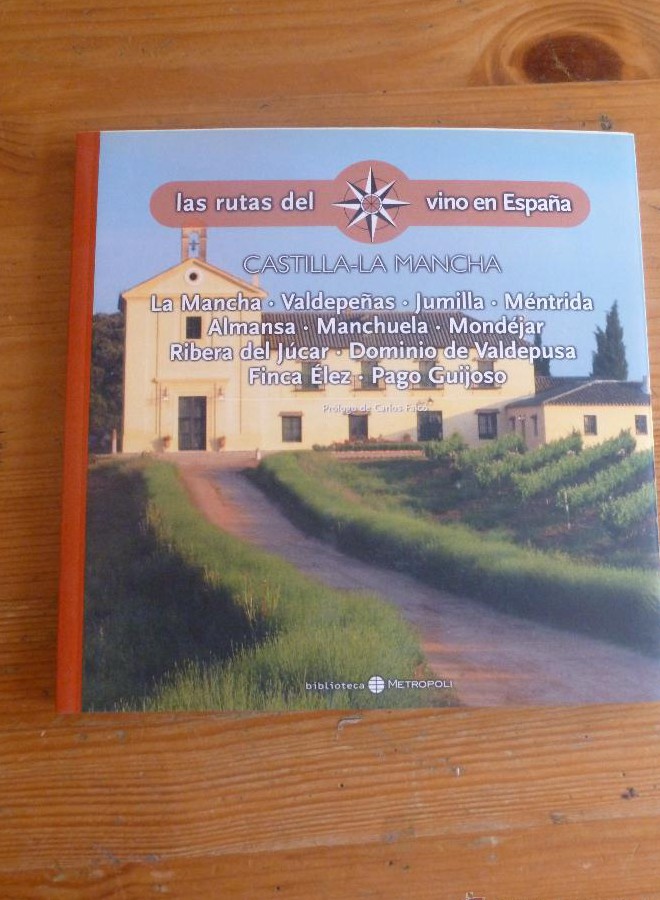 las rutas del vino en España
CASTILLA-LA MANCHA
La Mancha · Valdepeñas · Jumilla · Méntrida
Almansa · Manchuela · Mondéjar
Ribera del Júcar · Dominio de Valdepusa
Finca Élez · Pago Guijoso
Prólogo de Carlos Falcó
biblioteca METROPOLI